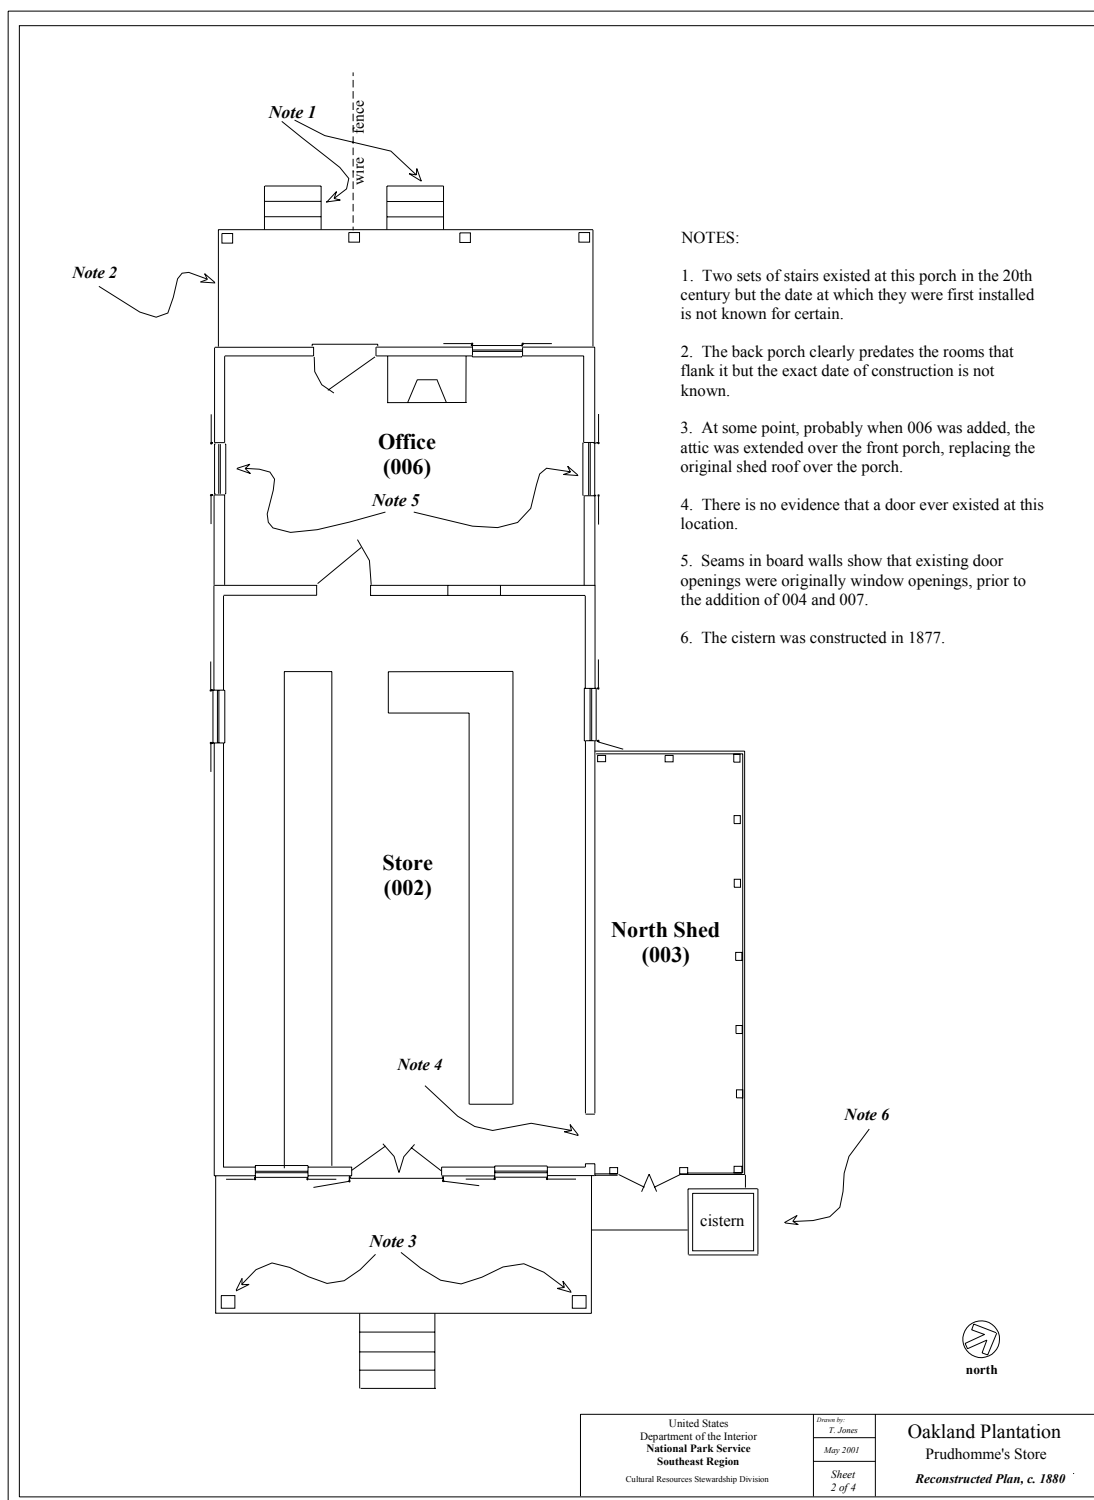 Note 1
wire fence
Note 2
NOTES:
1. Two sets of stairs existed at this porch in the 20th
century but the date at which they were first installed
is not known for certain.
2. The back porch clearly predates the rooms that
flank it but the exact date of construction is not
known.
3. At some point, probably when 006 was added, the
attic was extended over the front porch, replacing the
original shed roof over the porch.
4. There is no evidence that a door ever existed at this
location.
5. Seams in board walls show that existing door
openings were originally window openings, prior to
the addition of 004 and 007.
6. The cistern was constructed in 1877.
Office
(006)
Note 5
Store
(002)
North Shed
(003)
Note 4
Note 6
cistern
Note 3
north
United States
Department of the Interior
National Park Service
Southeast Region
Cultural Resources Stewardship Division
Drawn by:
T. Jones
May 2001
Sheet
2 of 4
Oakland Plantation
Prudhomme's Store
Reconstructed Plan, c. 1880